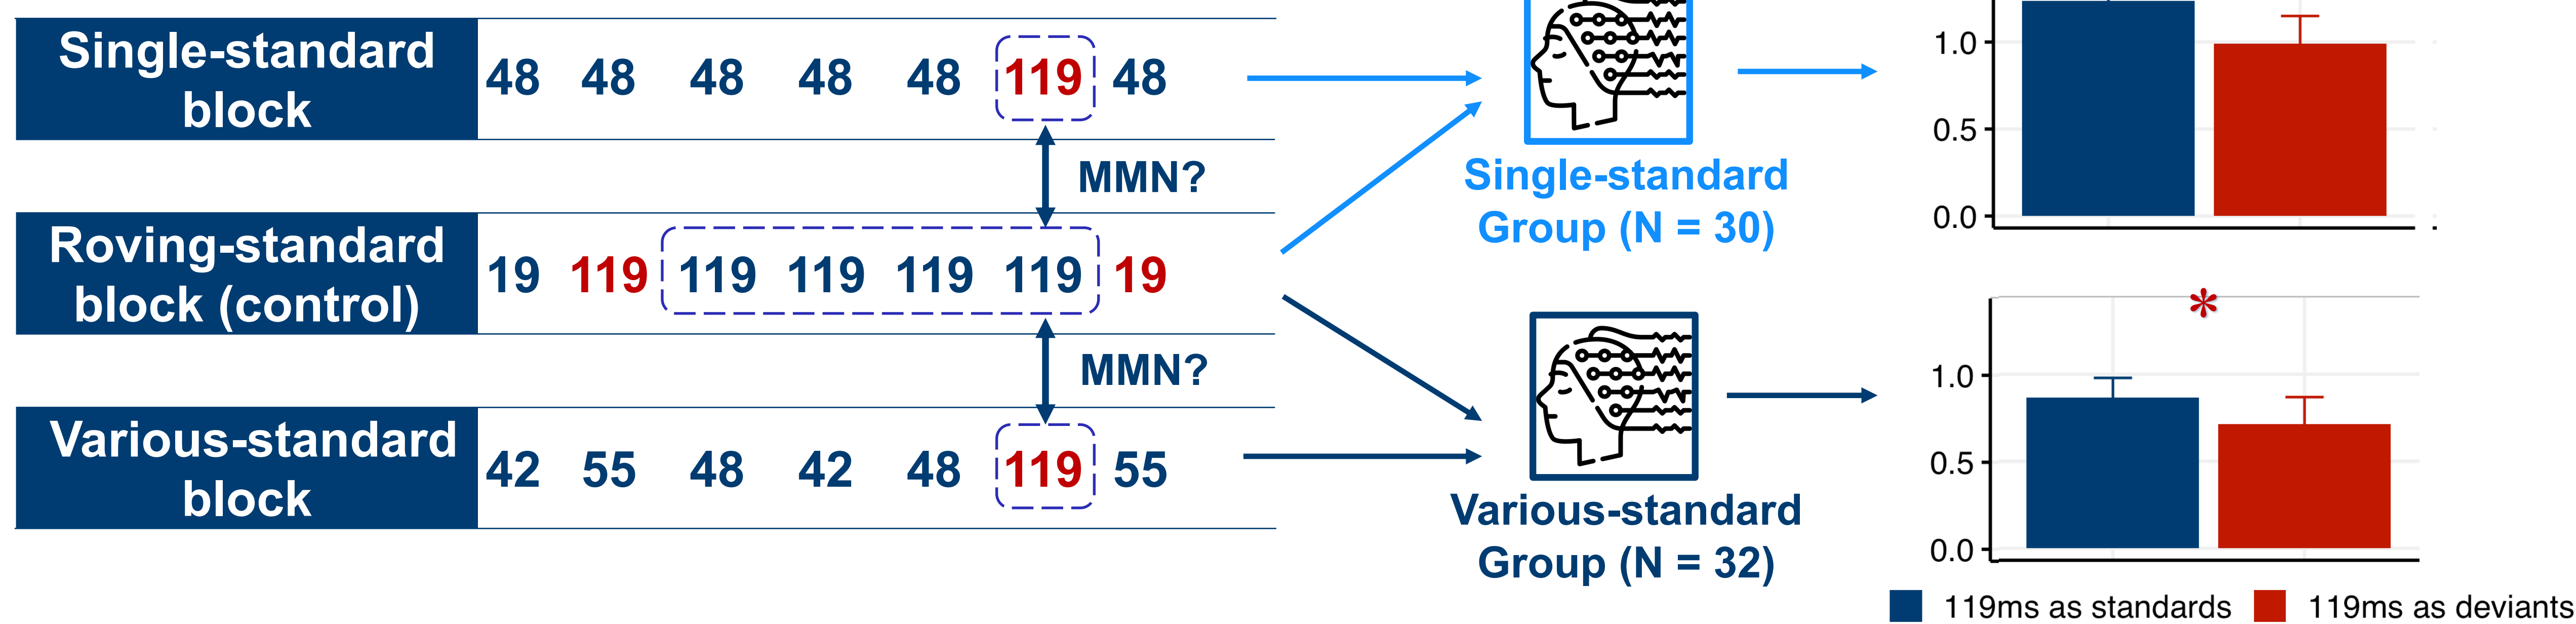 Single-standard
block
48 48 48 48 48 119 48
MMN?
Roving-standard
block (control)
19 119 119 119 119 119 19
MMN?
Various-standard
block
42 55 48 42 48 119 55
Single-standard
Group (N = 30)
Various-standard
Group (N = 32)
1.0
0.5
0.0
*
1.0
0.5
0.0
119ms as standards 119ms as deviants